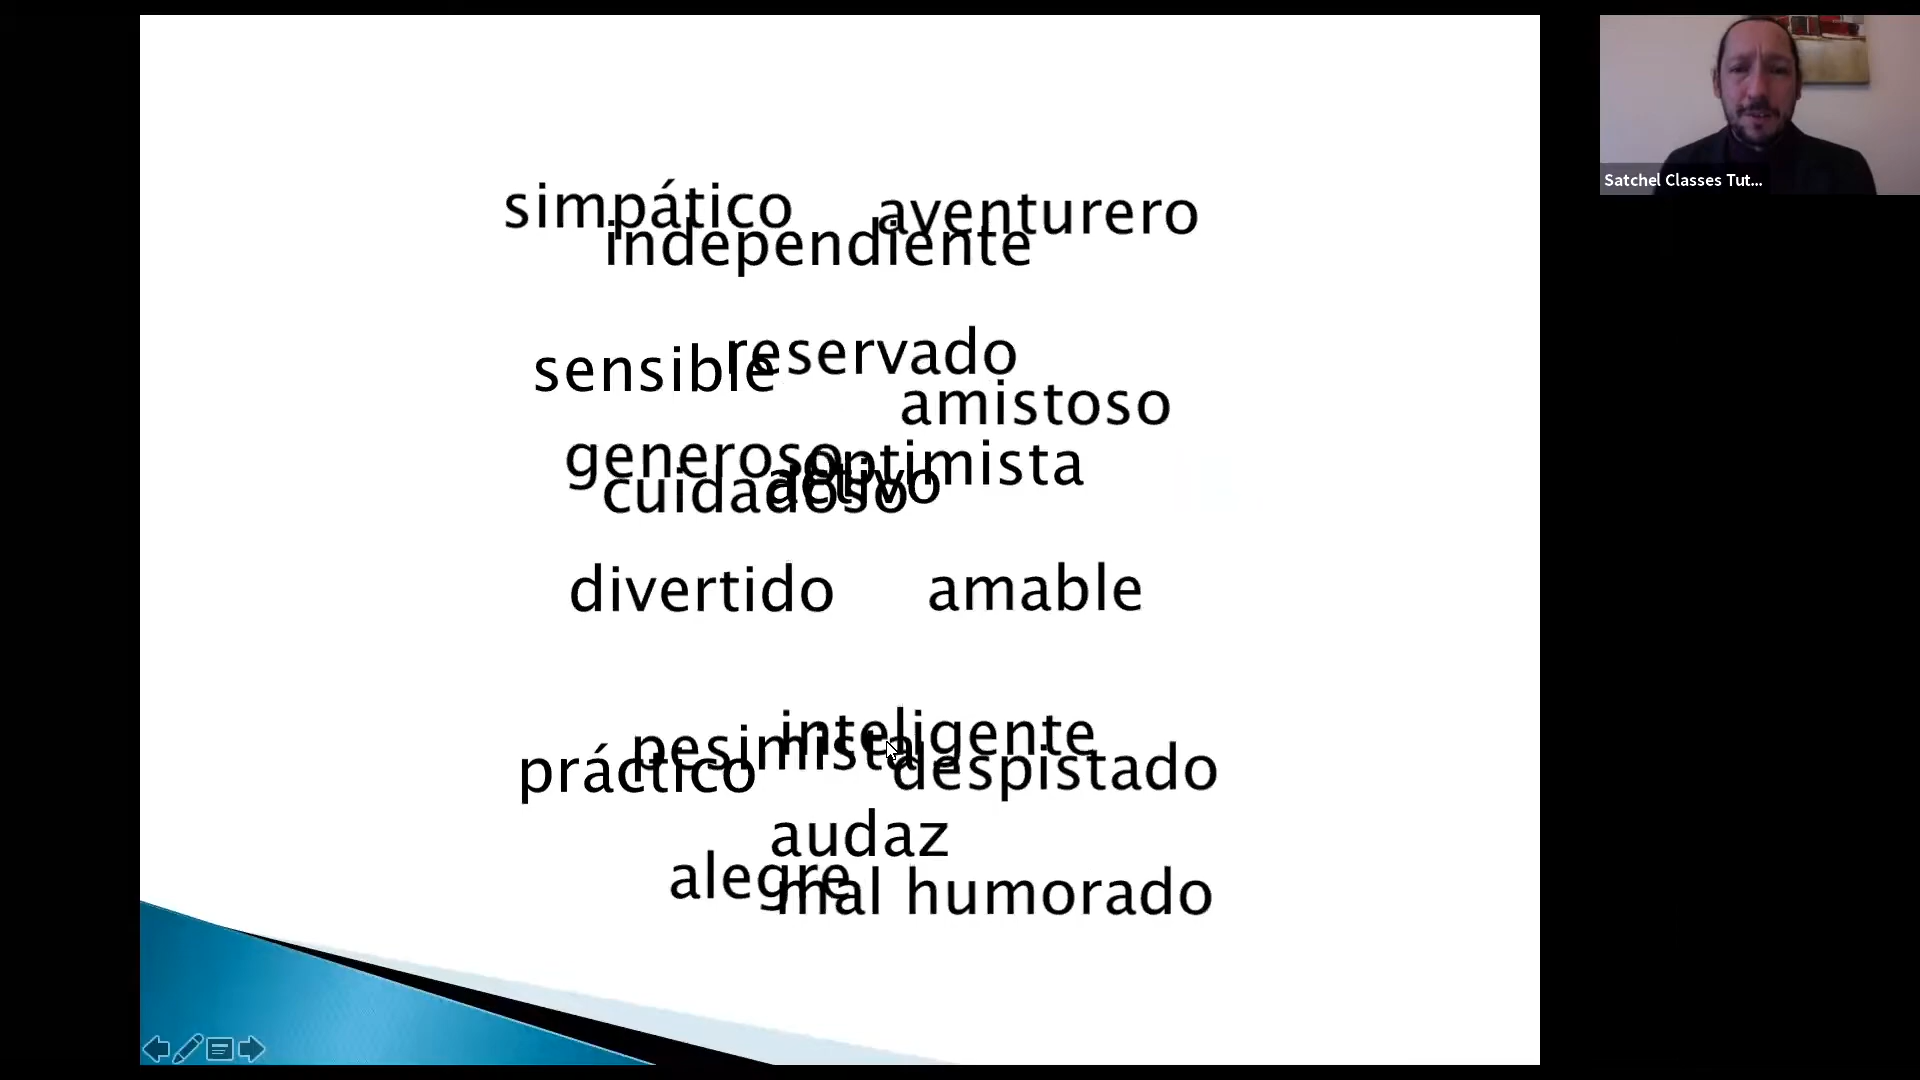 simpático
aventurero
independiente
reservado
sensible
amistoso
generoso
optimista
activo
cuidadoso
divertido
amable
inteligente
pesimista
despistado
práctico
audaz
alegre
mal humorado
Satchel Classes Tut...